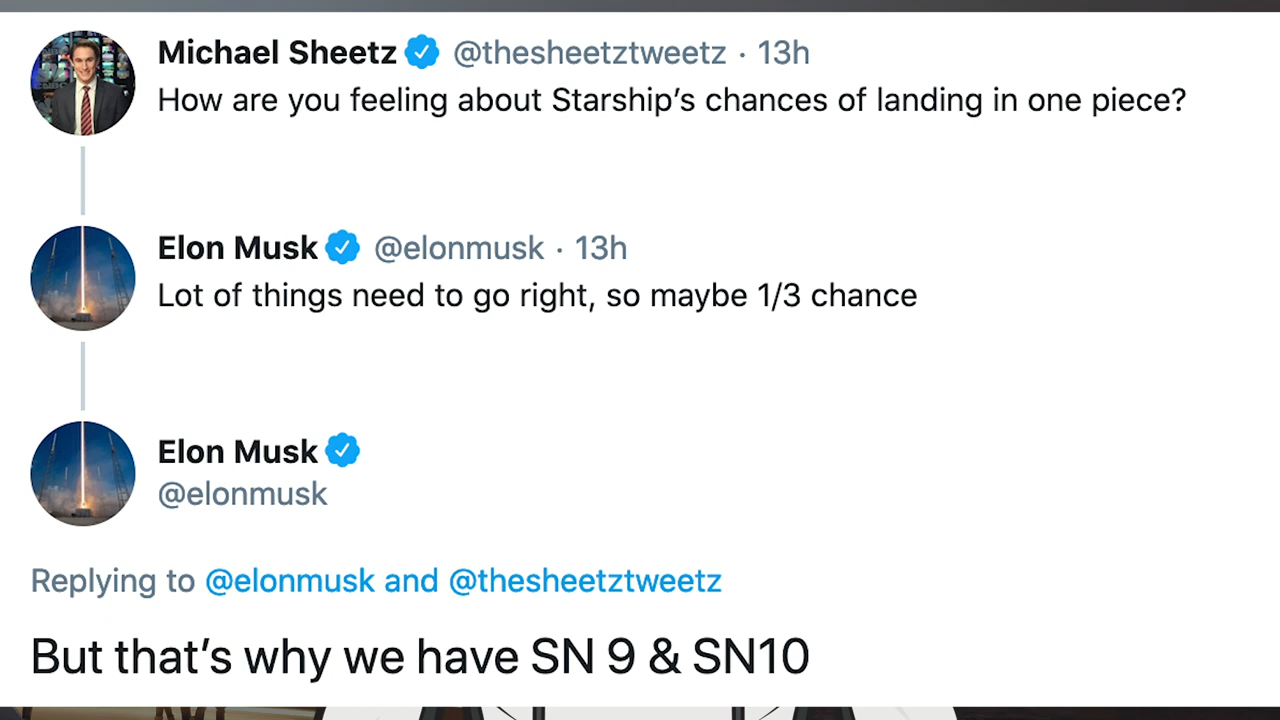 Michael Sheetz @thesheetztweetz · 13h
How are you feeling about Starship’s chances of landing in one piece?
Elon Musk @elonmusk · 13h
Lot of things need to go right, so maybe 1/3 chance
Elon Musk
@elonmusk
Replying to @elonmusk and @thesheetztweetz
But that’s why we have SN 9 & SN10